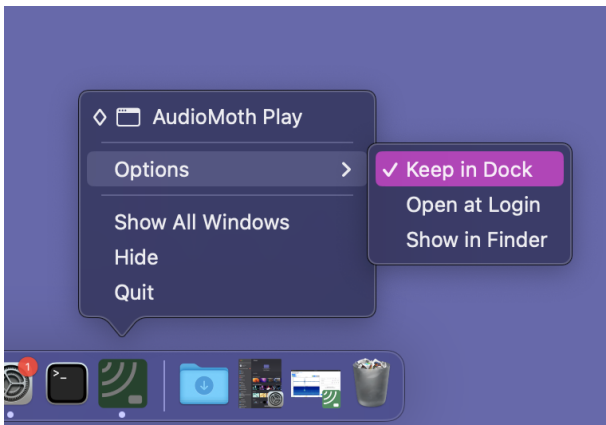 AudioMoth Play
Options
Keep in Dock
Open at Login
Show in Finder
Show All Windows
Hide
Quit
1
>_